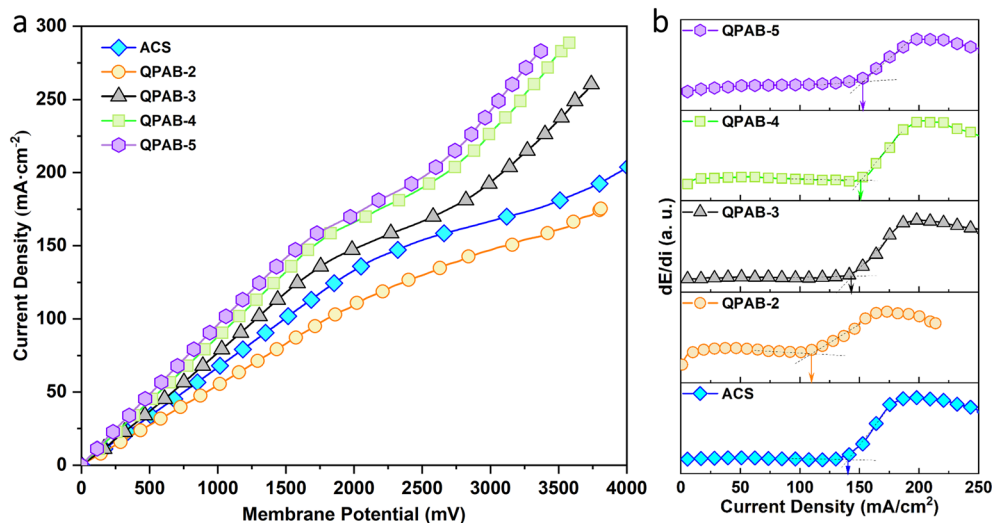 a
300
250
200
150
100
50
0
Current Density (mA·cm⁻²)
ACS
QPAB-2
QPAB-3
QPAB-4
QPAB-5
0 500 1000 1500 2000 2500 3000 3500 4000
Membrane Potential (mV)
b
dE/di (a. u.)
QPAB-5
QPAB-4
QPAB-3
QPAB-2
ACS
0 50 100 150 200 250
Current Density (mA/cm²)